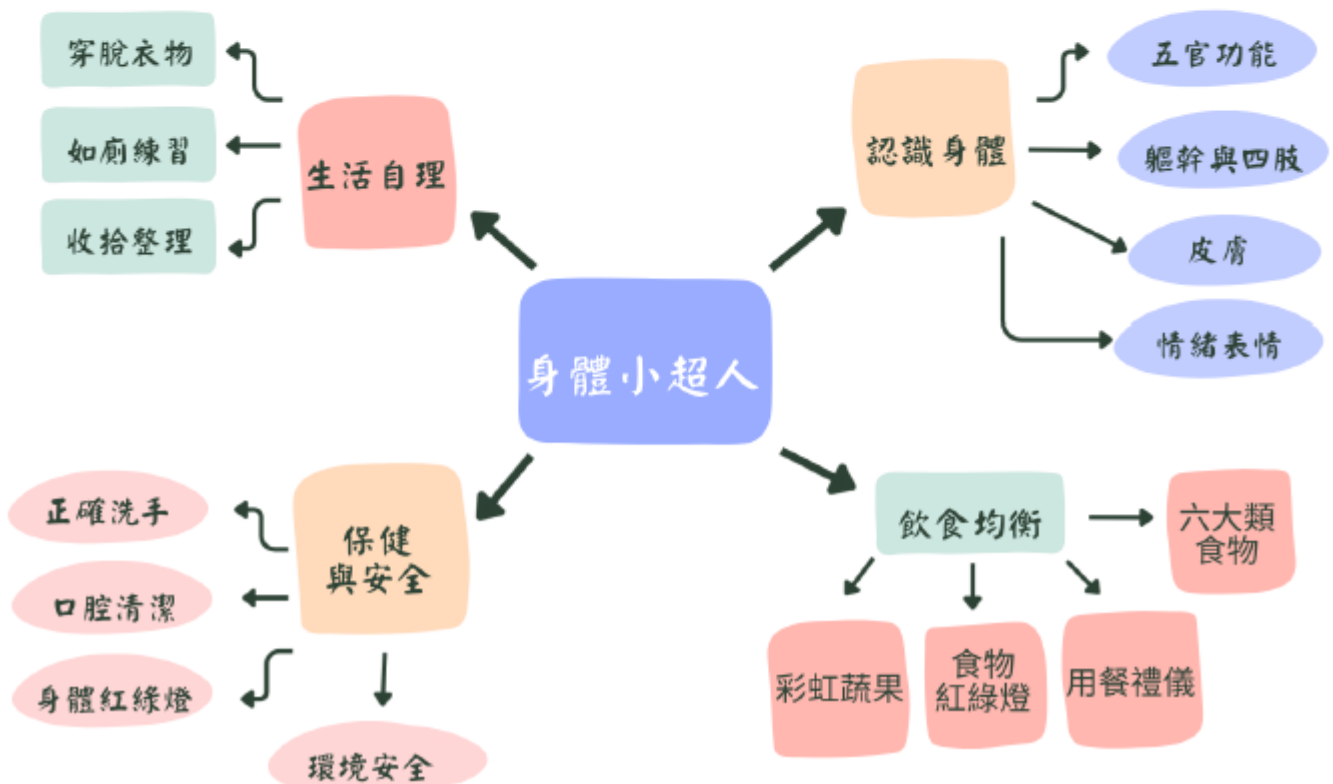 身體小超人
生活自理
穿脫衣物
如廁練習
收拾整理
認識身體
五官功能
軀幹與四肢
皮膚
情緒表情
保健
與安全
正確洗手
口腔清潔
身體紅綠燈
環境安全
飲食均衡
六大類
食物
彩虹蔬果
食物
紅綠燈
用餐禮儀